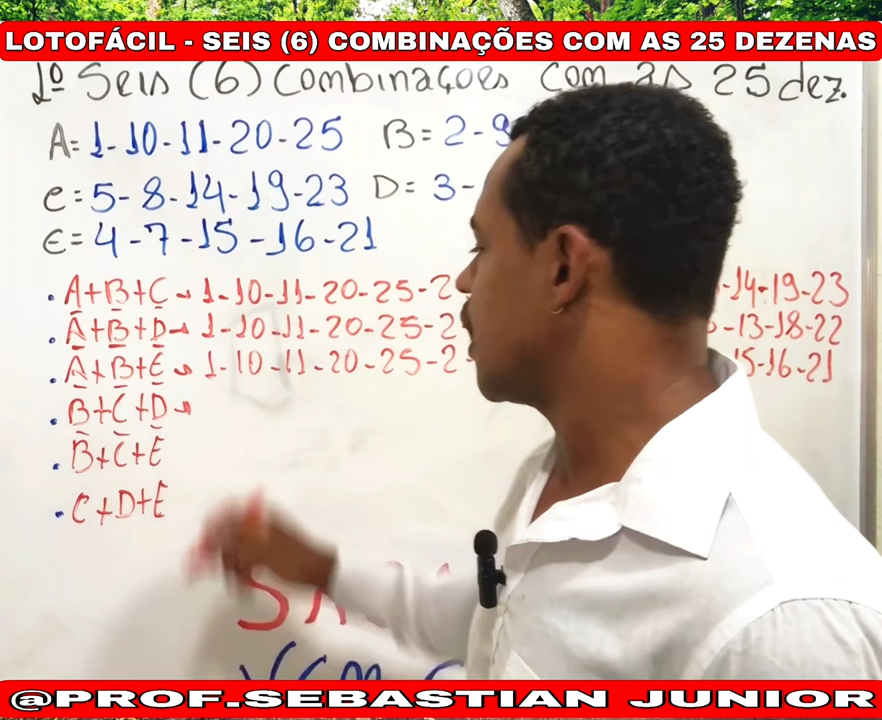 LOTOFÁCIL - SEIS (6) COMBINAÇÕES COM AS 25 DEZENAS
1º Seis (6) Combinações com as 25 dez.
A= 1-10-11-20-25 B= 2-9
C= 5-8-14-19-23 D= 3-
E= 4-7-15-16-21
. A+B+C → 1-10-11-20-25-2 -14-19-23
. A+B+D → 1-10-11-20-25-2 -13-18-22
. A+B+E → 1-10-11-20-25-2- 15-16-21
. B+C+D →
. B+C+E
. C+D+E
@PROF.SEBASTIAN JUNIOR